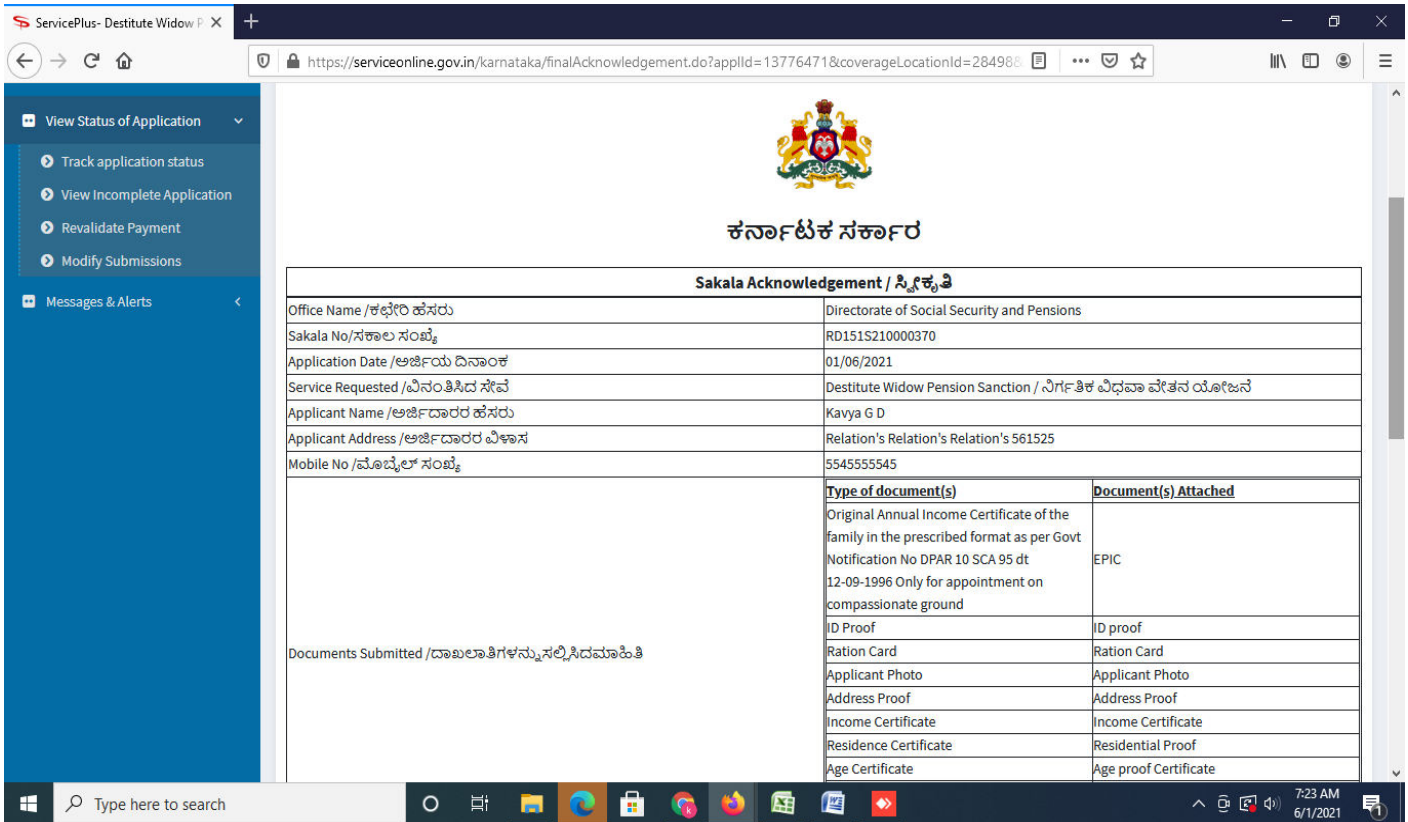 ServicePlus- Destitute Widow P
https://serviceonline.gov.in/karnataka/finalAcknowledgement.do?applId=13776471&coverageLocationId=284988
View Status of Application
Track application status
View Incomplete Application
Revalidate Payment
Modify Submissions
Messages & Alerts
ಕರ್ನಾಟಕ ಸರ್ಕಾರ
Sakala Acknowledgement / ಸ್ವೀಕೃತಿ
Office Name /ಕಛೇರಿ ಹೆಸರು Directorate of Social Security and Pensions
Sakala No/ಸಕಾಲ ಸಂಖ್ಯೆ RD151S210000370
Application Date /ಅರ್ಜಿಯ ದಿನಾಂಕ 01/06/2021
Service Requested /ವಿನಂತಿಸಿದ ಸೇವೆ Destitute Widow Pension Sanction / ನಿರ್ಗತಿಕ ವಿಧವಾ ವೇತನ ಯೋಜನೆ
Applicant Name /ಅರ್ಜಿದಾರರ ಹೆಸರು Kavya G D
Applicant Address /ಅರ್ಜಿದಾರರ ವಿಳಾಸ Relation's Relation's Relation's 561525
Mobile No /ಮೊಬೈಲ್ ಸಂಖ್ಯೆ 5545555545
Documents Submitted /ದಾಖಲಾತಿಗಳನ್ನುಸಲ್ಲಿಸಿದಮಾಹಿತಿ
Type of document(s) Document(s) Attached
Original Annual Income Certificate of the
family in the prescribed format as per Govt
Notification No DPAR 10 SCA 95 dt
12-09-1996 Only for appointment on
compassionate ground
EPIC
ID Proof ID proof
Ration Card Ration Card
Applicant Photo Applicant Photo
Address Proof Address Proof
Income Certificate Income Certificate
Residence Certificate Residential Proof
Age Certificate Age proof Certificate
Type here to search
7:23 AM
6/1/2021
1